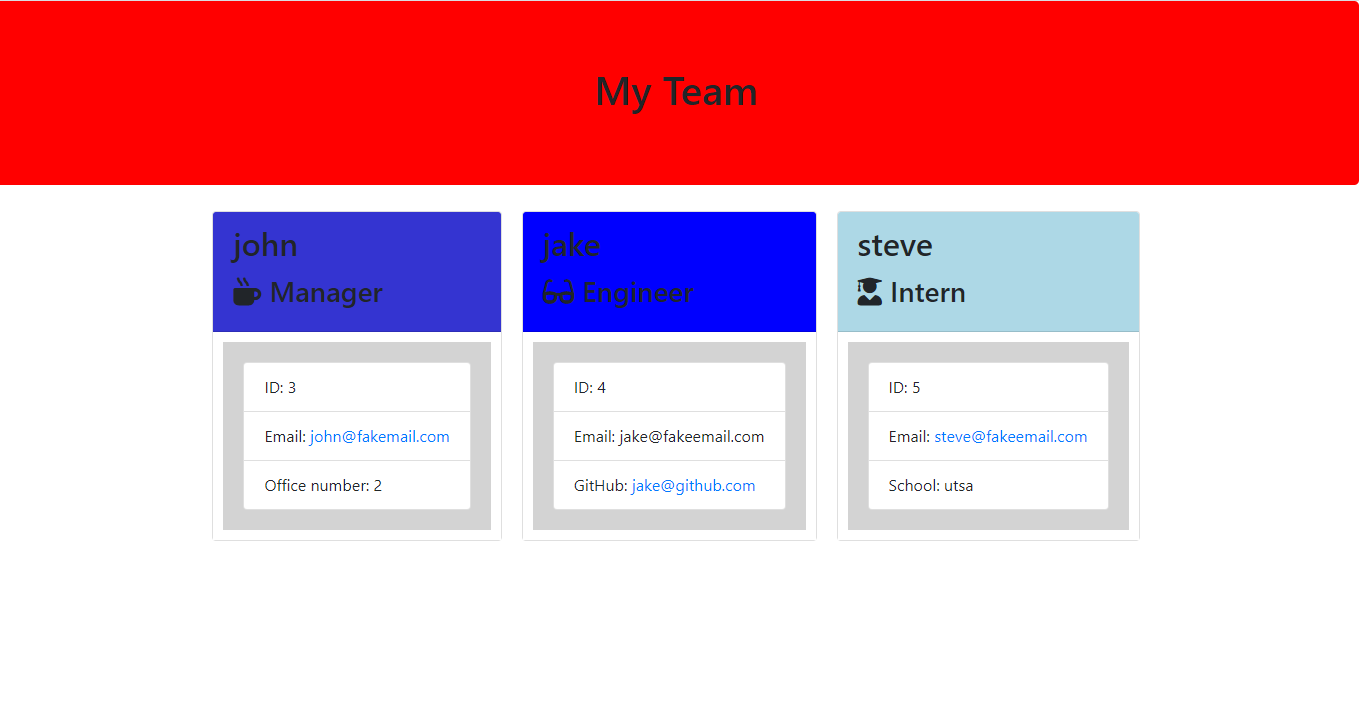 My Team
john
Manager
ID: 3
Email: john@fakemail.com
Office number: 2
jake
Engineer
ID: 4
Email: jake@fakeemail.com
GitHub: jake@github.com
steve
Intern
ID: 5
Email: steve@fakeemail.com
School: utsa